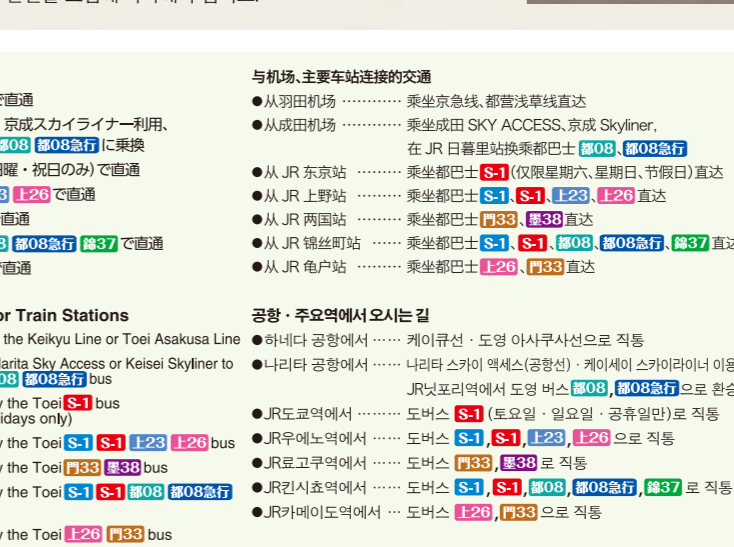 で直通
京成スカイライナー利用、
都08 都08急行 に乗換
曜・祝日のみ)で直通
上26 で直通
直通
都08急行 錦37 で直通
で直通
与机场、主要车站连接的交通
●从羽田机场 ………… 乘坐京急线、都营浅草线直达
●从成田机场 ………… 乘坐成田 SKY ACCESS、京成 Skyliner,
在 JR 日暮里站换乘都巴士 都08、都08急行
●从 JR 东京站 ……… 乘坐都巴士 S-1 (仅限星期六、星期日、节假日)直达
●从 JR 上野站 ……… 乘坐都巴士 S-1、S-1、上23、上26 直达
●从 JR 两国站 ……… 乘坐都巴士 門33、墨38 直达
●从 JR 锦丝町站 …… 乘坐都巴士 S-1、S-1、都08、都08急行、錦37 直达
●从 JR 龟户站 ……… 乘坐都巴士 上26、門33 直达
or Train Stations
the Keikyu Line or Toei Asakusa Line
Narita Sky Access or Keisei Skyliner to
08 都08急行 bus
the Toei S-1 bus
idays only)
the Toei S-1 S-1 上23 上26 bus
the Toei 門33 墨38 bus
the Toei S-1 S-1 都08 都08急行
the Toei 上26 門33 bus
공항 · 주요역에서 오시는 길
●하네다 공항에서 …… 케이큐선 · 도영 아사쿠사선으로 직통
●나리타 공항에서 …… 나리타 스카이 액세스(공항선) · 케이세이 스카이라이너 이용
JR닛포리역에서 도영 버스 都08, 都08急行 으로 환승
●JR도쿄역에서 ……… 도버스 S-1 (토요일 · 일요일 · 공휴일만)로 직통
●JR우에노역에서 …… 도버스 S-1, S-1, 上23, 上26 으로 직통
●JR료고쿠역에서 …… 도버스 門33, 墨38 로 직통
●JR킨시쵸역에서 …… 도버스 S-1, S-1, 都08, 都08急行, 錦37 로 직통
●JR카메이도역에서 … 도버스 上26, 門33 으로 직통